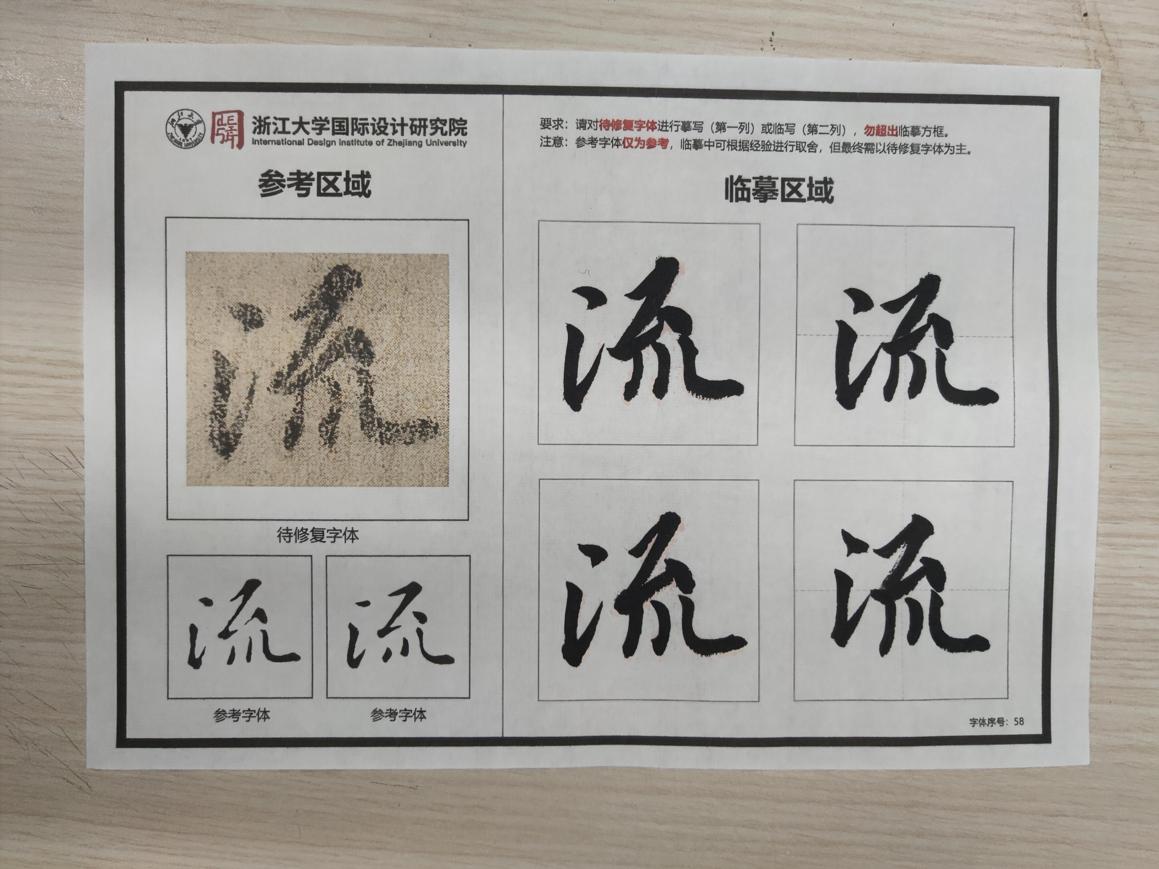 浙江大学国际设计研究院
International Design Institute of Zhejiang University
要求：请对待修复字体进行摹写（第一列）或临写（第二列），勿超出临摹方框。
注意：参考字体仅为参考，临摹中可根据经验进行取舍，但最终需以待修复字体为主。
参考区域
临摹区域
流
待修复字体
流
流
参考字体
参考字体
流
流
流
流
字体序号：58